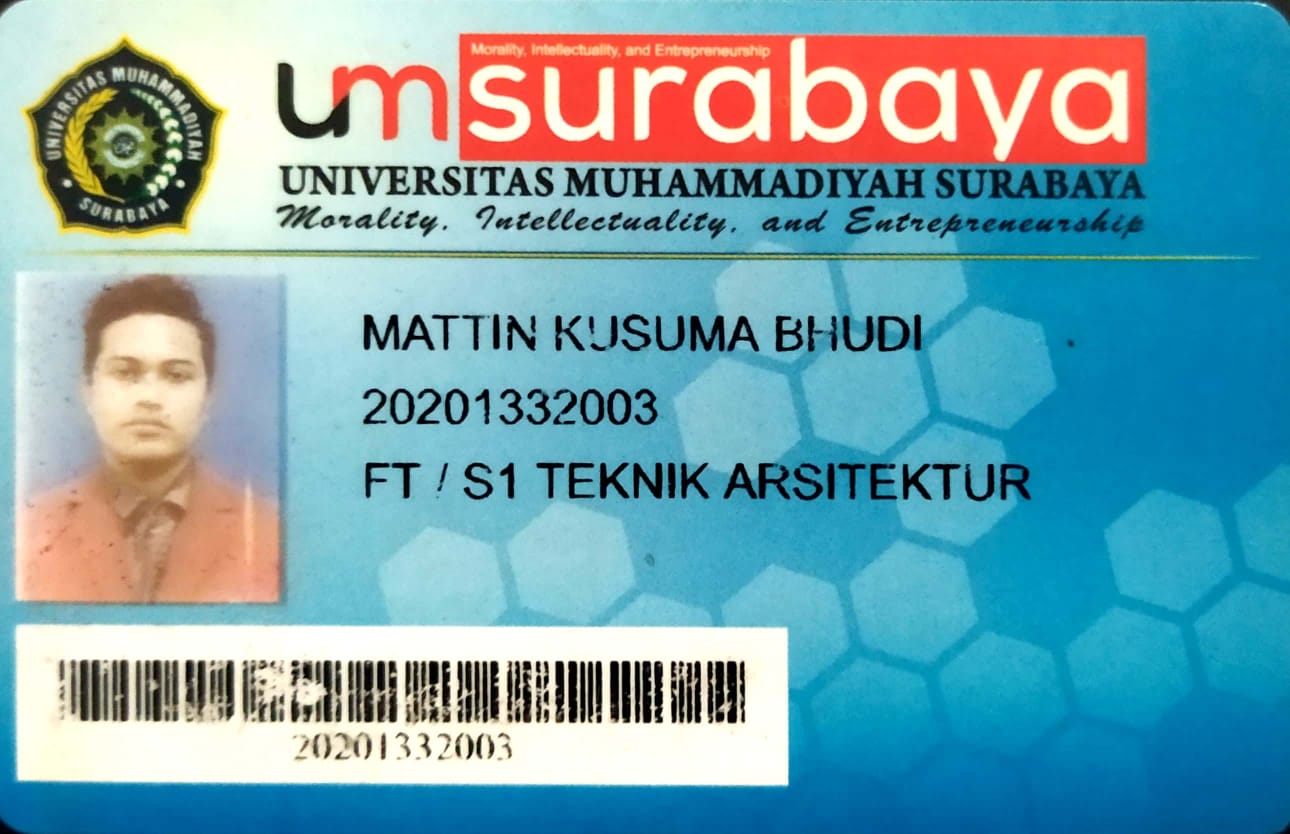 UNIVERSITAS MUHAMMADIYAH
SURABAYA
Morality, Intellectuality, and Entrepreneurship
umsurabaya
UNIVERSITAS MUHAMMADIYAH SURABAYA
Morality, Intellectuality, and Entrepreneurship
MATTIN KUSUMA BHUDI
20201332003
FT / S1 TEKNIK ARSITEKTUR
20201332003